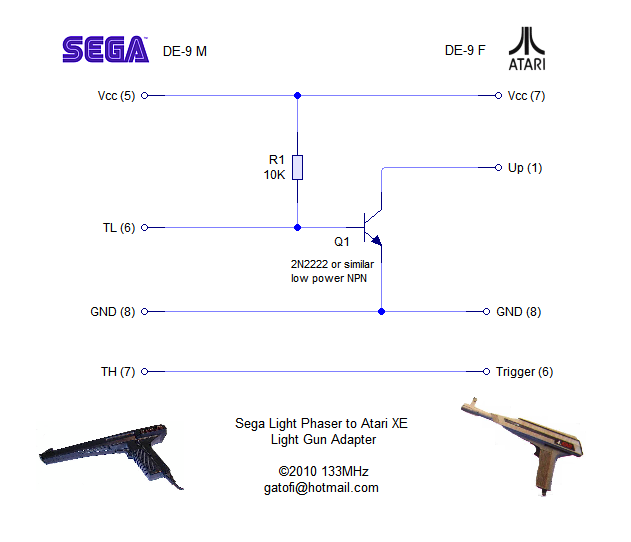 SEGA DE-9 M
DE-9 F ATARI
Vcc (5)
Vcc (7)
R1
10K
Up (1)
TL (6)
Q1
2N2222 or similar
low power NPN
GND (8)
GND (8)
TH (7)
Trigger (6)
Sega Light Phaser to Atari XE
Light Gun Adapter
©2010 133MHz
gatofi@hotmail.com